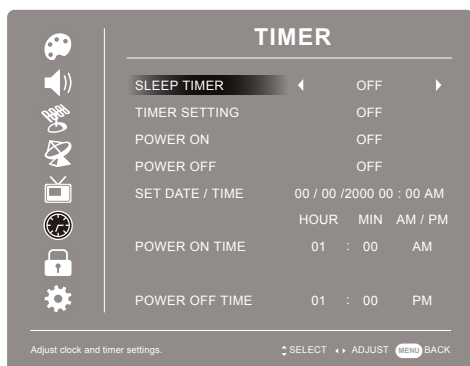 TIMER
SLEEP TIMER OFF
TIMER SETTING OFF
POWER ON OFF
POWER OFF OFF
SET DATE / TIME 00 / 00 /2000 00 : 00 AM
HOUR MIN AM / PM
POWER ON TIME 01 : 00 AM
POWER OFF TIME 01 : 00 PM
Adjust clock and timer settings. SELECT ADJUST MENU BACK